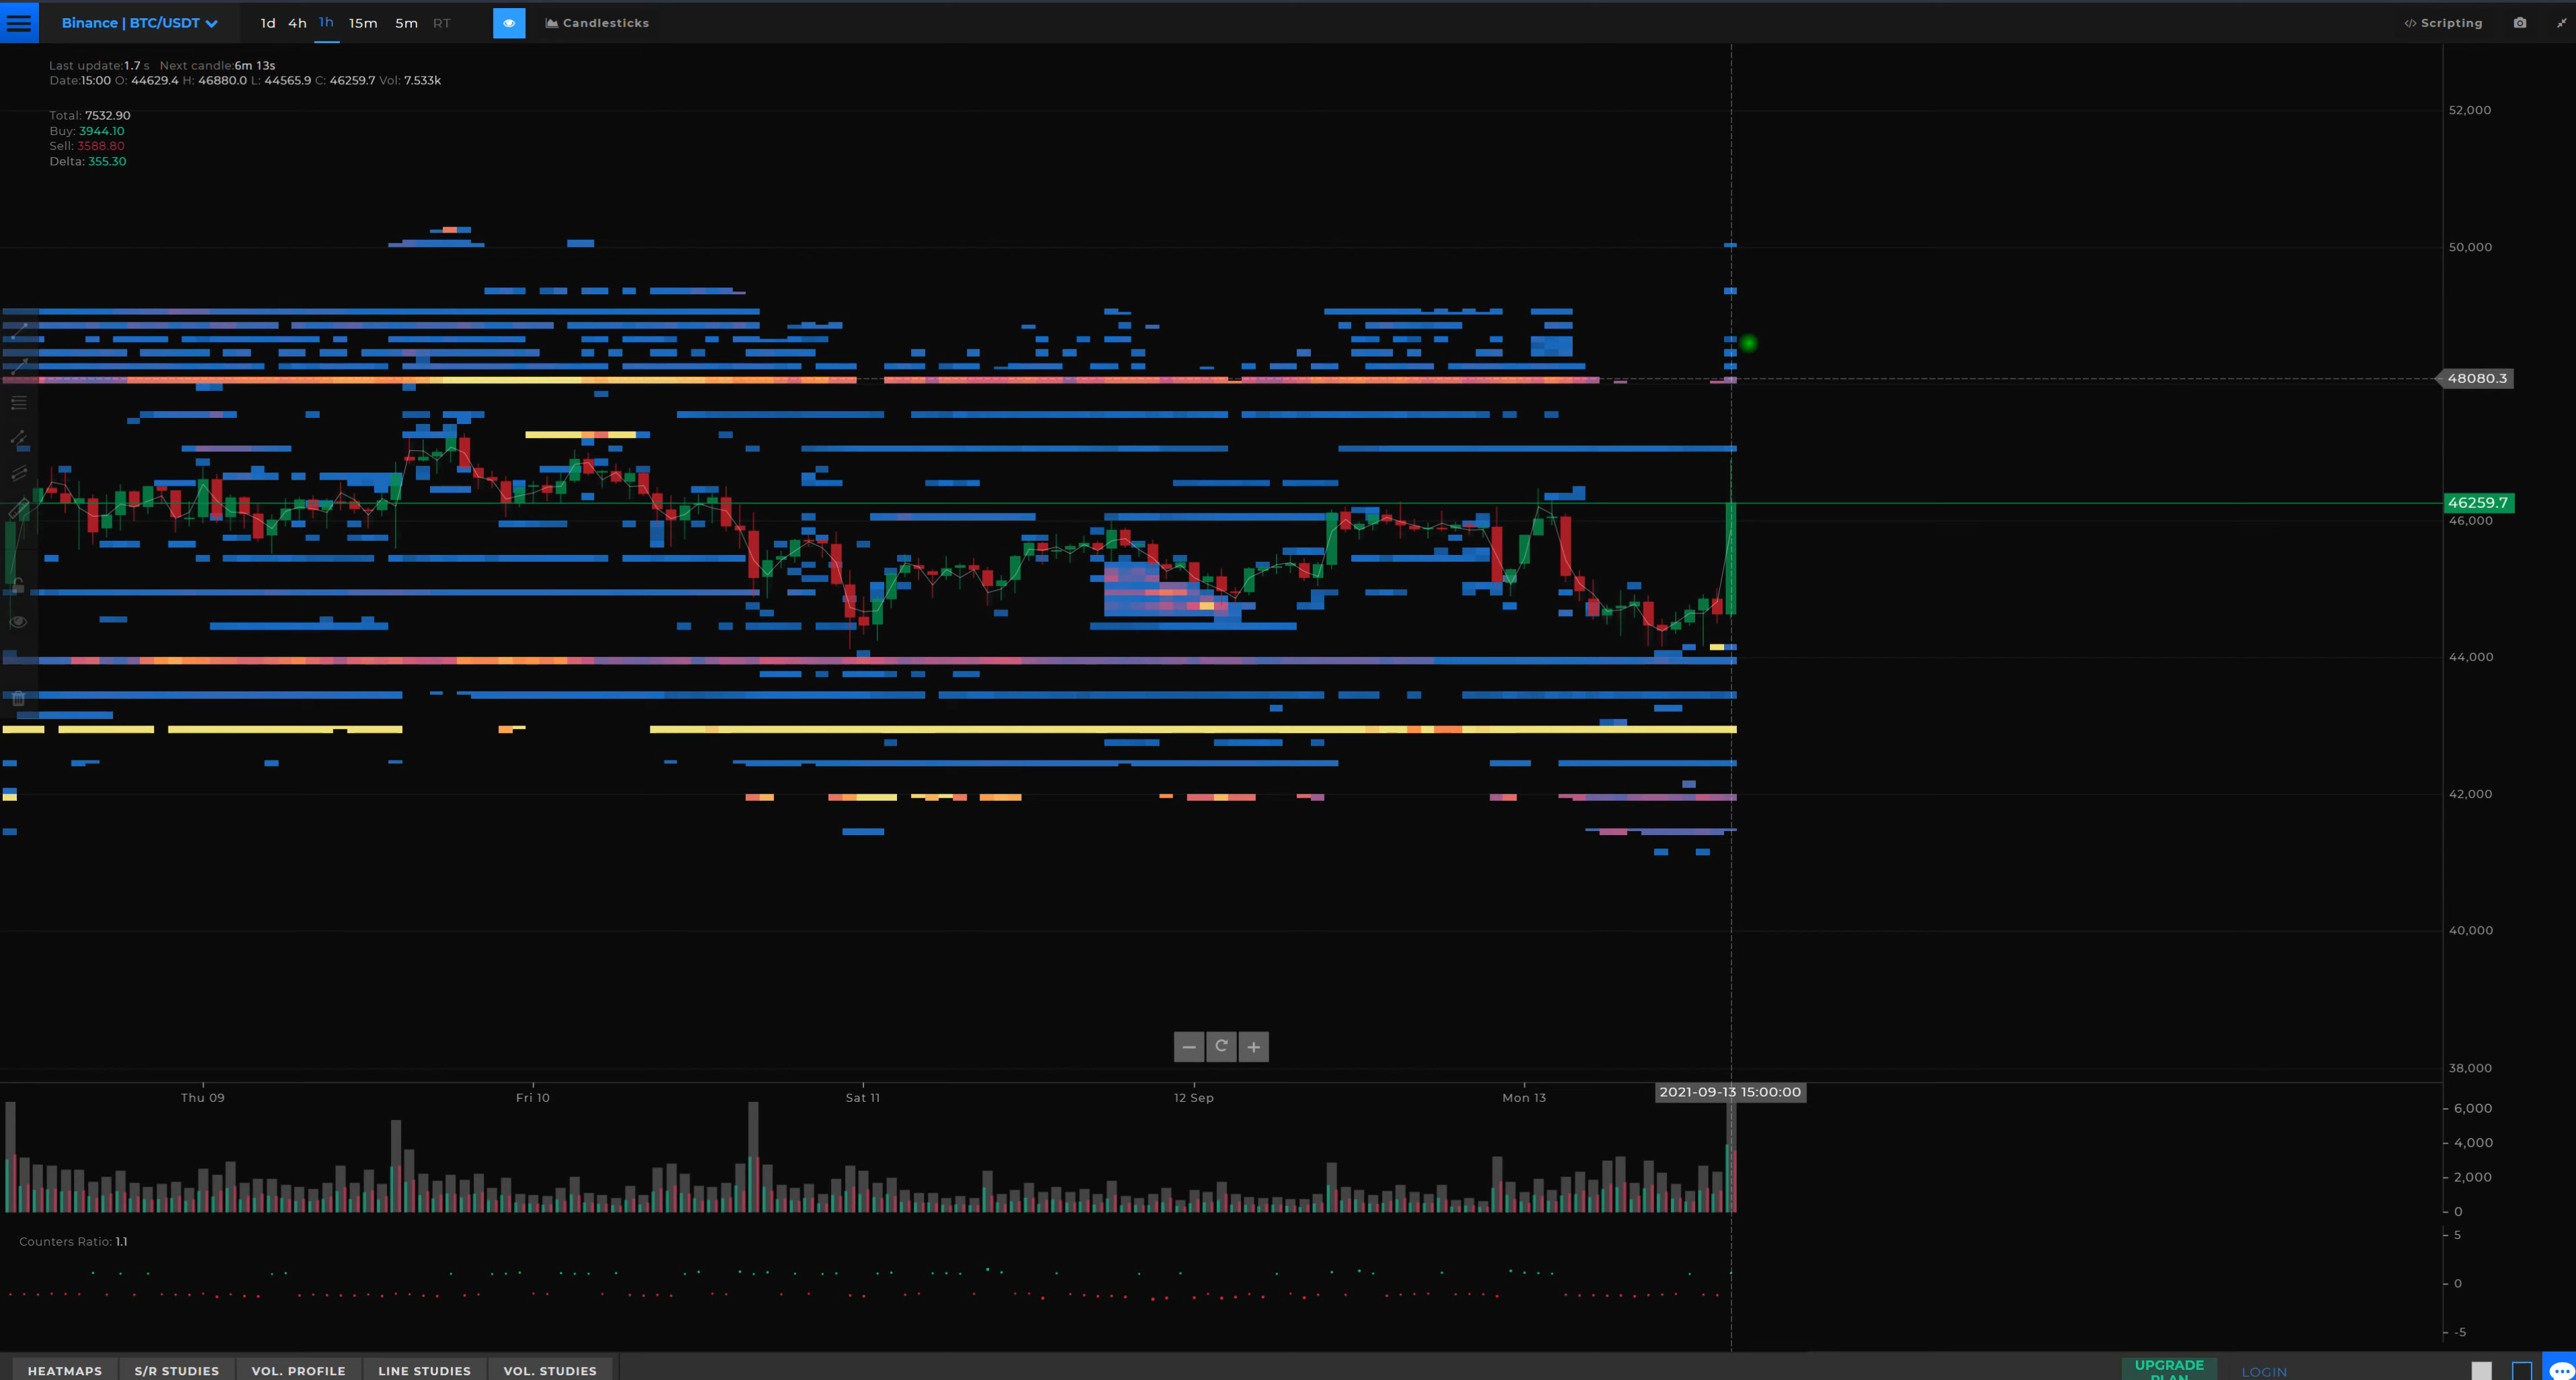 Binance | BTC/USDT 1d 4h 1h 15m 5m RT Candlesticks </> Scripting
Last update:1.7 s Next candle:6m 13s
Date:15:00 O: 44629.4 H: 46880.0 L: 44565.9 C: 46259.7 Vol: 7.533k
Total: 7532.90
Buy: 3944.10
Sell: 3588.80
Delta: 355.30
52,000
50,000
48080.3
46259.7
46,000
44,000
42,000
40,000
38,000
Thu 09 Fri 10 Sat 11 12 Sep Mon 13 2021-09-13 15:00:00
6,000
4,000
2,000
0
Counters Ratio: 1.1
5
0
-5
HEATMAPS S/R STUDIES VOL. PROFILE LINE STUDIES VOL. STUDIES UPGRADE PLAN LOGIN